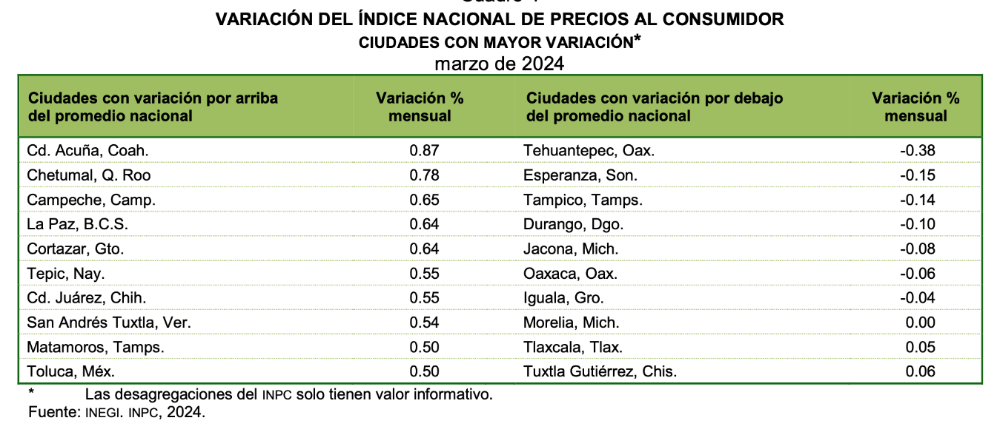 VARIACIÓN DEL ÍNDICE NACIONAL DE PRECIOS AL CONSUMIDOR
CIUDADES CON MAYOR VARIACIÓN*
marzo de 2024
Ciudades con variación por arriba del promedio nacional Variación % mensual Ciudades con variación por debajo del promedio nacional Variación % mensual
Cd. Acuña, Coah. 0.87 Tehuantepec, Oax. -0.38
Chetumal, Q. Roo 0.78 Esperanza, Son. -0.15
Campeche, Camp. 0.65 Tampico, Tamps. -0.14
La Paz, B.C.S. 0.64 Durango, Dgo. -0.10
Cortazar, Gto. 0.64 Jacona, Mich. -0.08
Tepic, Nay. 0.55 Oaxaca, Oax. -0.06
Cd. Juárez, Chih. 0.55 Iguala, Gro. -0.04
San Andrés Tuxtla, Ver. 0.54 Morelia, Mich. 0.00
Matamoros, Tamps. 0.50 Tlaxcala, Tlax. 0.05
Toluca, Méx. 0.50 Tuxtla Gutiérrez, Chis. 0.06
* Las desagregaciones del INPC solo tienen valor informativo.
Fuente: INEGI. INPC, 2024.